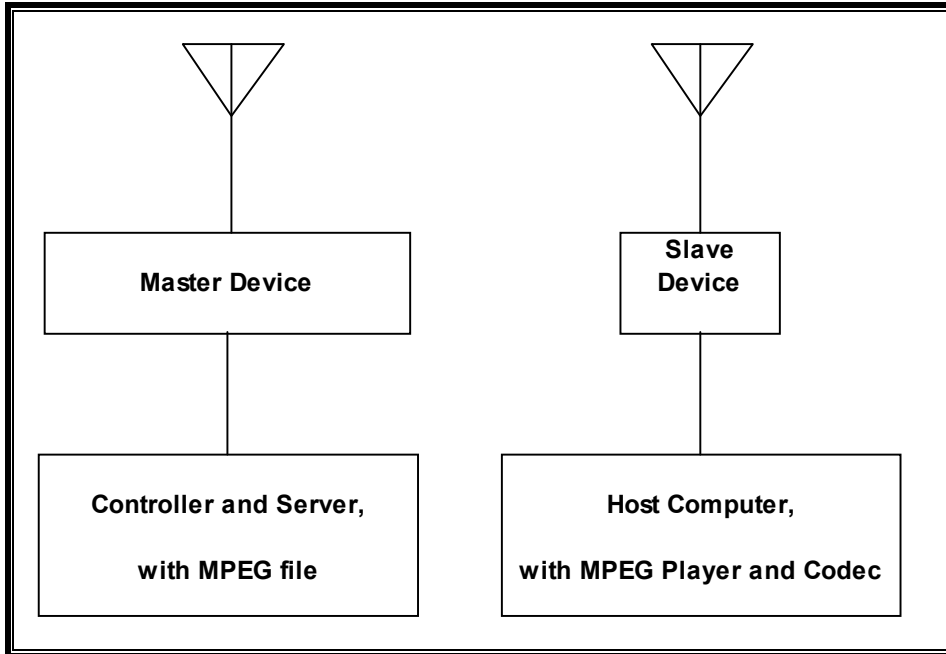 Master Device
Slave
Device
Controller and Server,
with MPEG file
Host Computer,
with MPEG Player and Codec